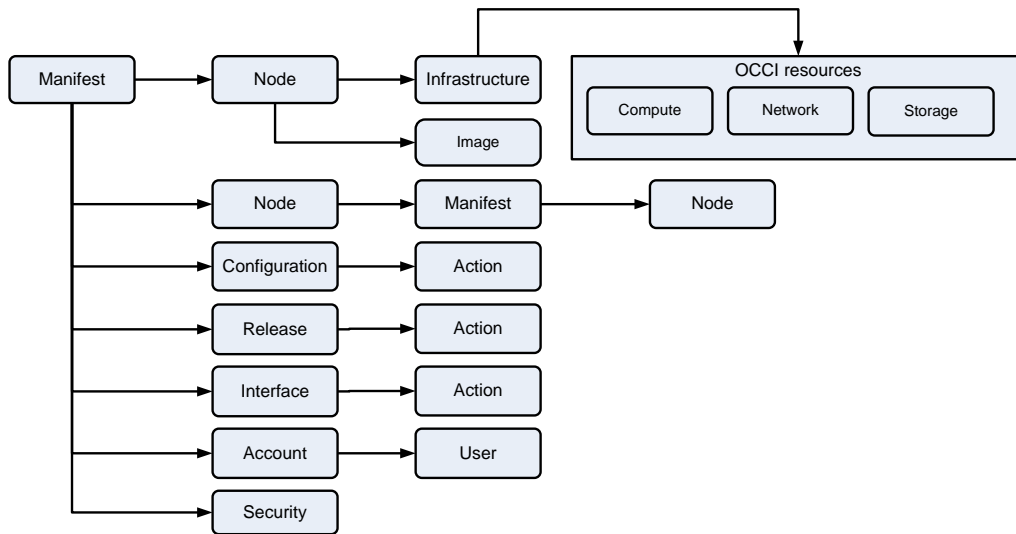 OCCI resources
Manifest
Node
Infrastructure
Compute
Network
Storage
Image
Node
Manifest
Node
Configuration
Action
Release
Action
Interface
Action
Account
User
Security